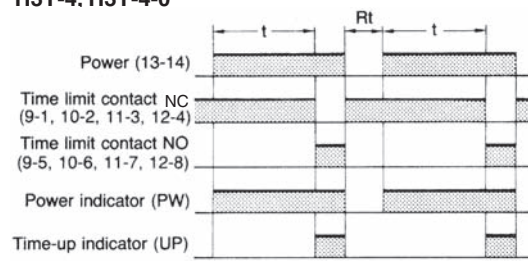 H3Y-4, H3Y-4-0
t Rt t
Power (13-14)
Time limit contact NC
(9-1, 10-2, 11-3, 12-4)
Time limit contact NO
(9-5, 10-6, 11-7, 12-8)
Power indicator (PW)
Time-up indicator (UP)